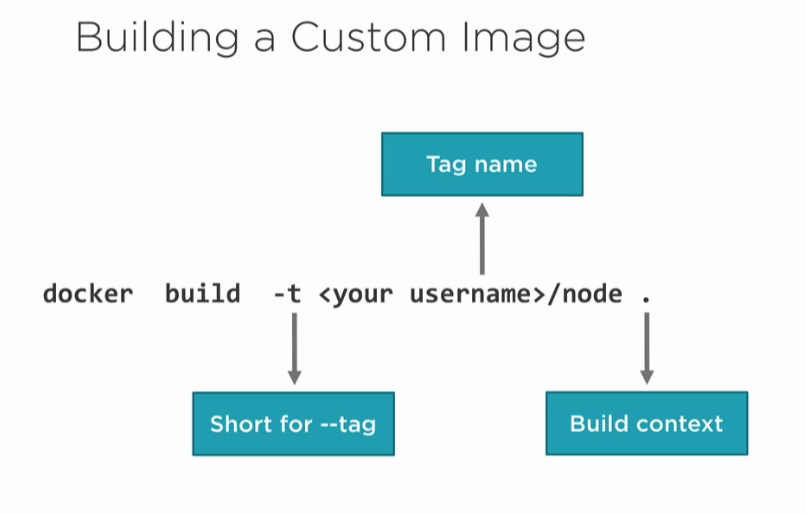 Building a Custom Image
Tag name
docker build -t <your username>/node .
Short for --tag
Build context